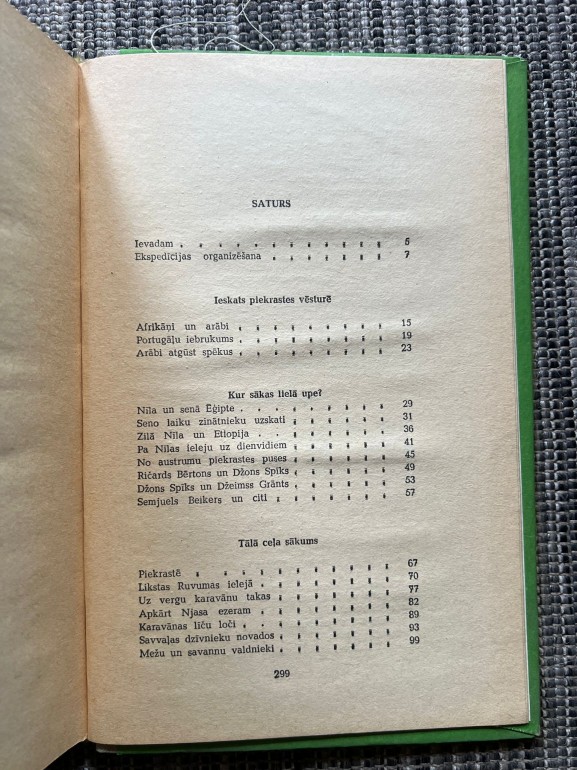 SATURS
Ievadam . . . . . . . . . . . 5
Ekspedīcijas organizēšana . . . . . . . 7
Ieskats piekrastes vēsturē
Afrikāņi un arābi . . . . . . . . . 15
Portugāļu iebrukums . . . . . . . . . 19
Arābi atgūst spēkus . . . . . . . . . 23
Kur sākas lielā upe?
Nīla un senā Ēģipte . . . . . . . . . 29
Seno laiku zinātnieku uzskati . . . . . . 31
Zilā Nīla un Etiopija . . . . . . . . 36
Pa Nīlas ieleju uz dienvidiem . . . . . . 41
No austrumu piekrastes puses . . . . . . 45
Ričards Bērtons un Džons Spīks . . . . . 49
Džons Spīks un Džeimss Grānts . . . . . . 53
Semjuels Beikers un citi . . . . . . . 57
Tālā ceļa sākums
Piekrastē . . . . . . . . . . . 67
Likstas Ruvumas ielejā . . . . . . . . 70
Uz vergu karavānu takas . . . . . . . 77
Apkārt Njasa ezeram . . . . . . . . 82
Karavānas līču loči . . . . . . . . 89
Savvaļas dzīvnieku novados . . . . . . . 93
Mežu un savannu valdnieki . . . . . . . 99
299